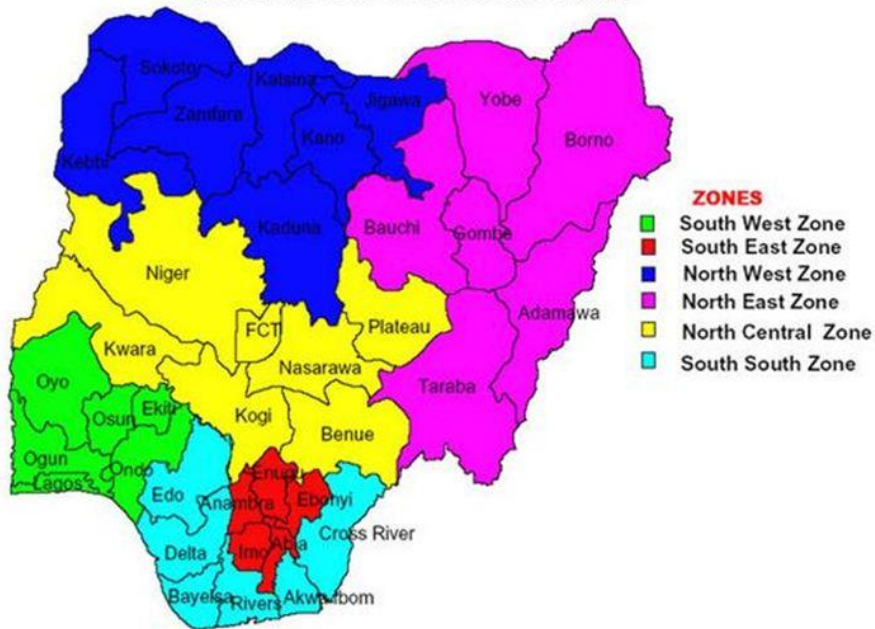 Sokoto
Katsina
Jigawa
Yobe
Borno
Zamfara
Kano
Kebbi
Kaduna
Bauchi
Gombe
Niger
Adamawa
FCT
Plateau
Kwara
Nasarawa
Taraba
Oyo
Ekiti
Osun
Kogi
Benue
Ogun
Ondo
Lagos
Edo
Enugu
Anambra
Ebonyi
Cross River
Delta
Imo
Abia
Bayelsa
Rivers
Akwa-Ibom
ZONES
South West Zone
South East Zone
North West Zone
North East Zone
North Central Zone
South South Zone